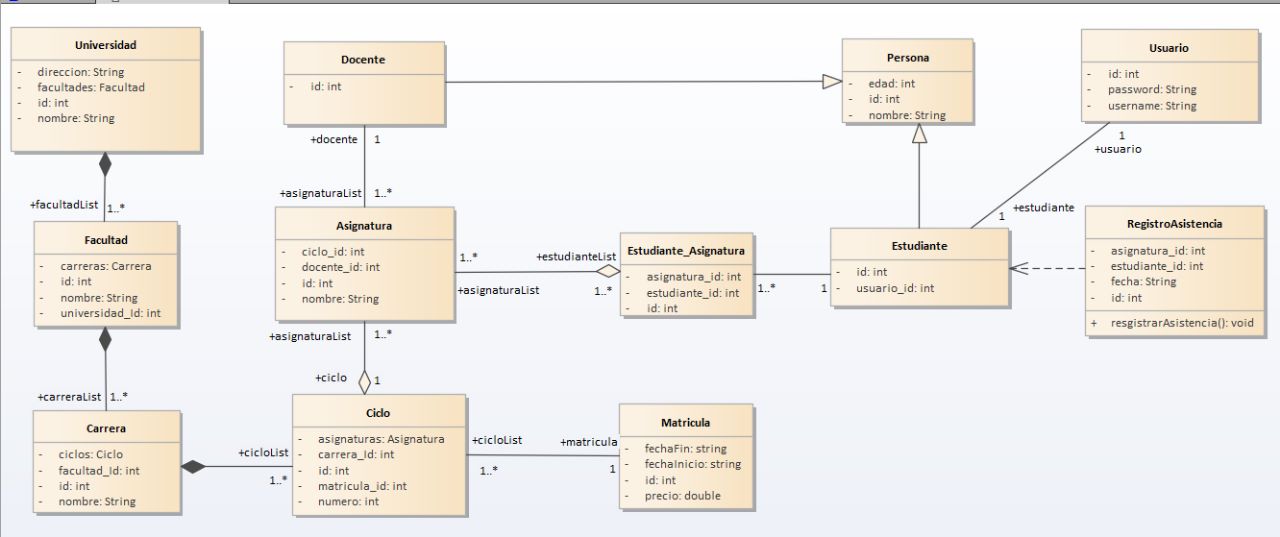 Universidad
- direccion: String
- facultades: Facultad
- id: int
- nombre: String
+facultadList
1..*
Facultad
- carreras: Carrera
- id: int
- nombre: String
- universidad_Id: int
+carreraList
1..*
Carrera
- ciclos: Ciclo
- facultad_Id: int
- id: int
- nombre: String
+cicloList
1..*
Docente
- id: int
+docente
1
+asignaturaList
1..*
Asignatura
- ciclo_id: int
- docente_id: int
- id: int
- nombre: String
+asignaturaList
1..*
+ciclo
1
Ciclo
- asignaturas: Asignatura
- carrera_Id: int
- id: int
- matricula_id: int
- numero: int
+cicloList
1..*
+matricula
1
Matricula
- fechaFin: string
- fechaInicio: string
- id: int
- precio: double
1..*
+asignaturaList
+estudianteList
1..*
Estudiante_Asignatura
- asignatura_id: int
- estudiante_id: int
- id: int
1..*
1
Persona
- edad: int
- id: int
- nombre: String
Estudiante
- id: int
- usuario_id: int
Usuario
- id: int
- password: String
- username: String
1
+usuario
+estudiante
1
RegistroAsistencia
- asignatura_id: int
- estudiante_id: int
- fecha: String
- id: int
+ resgistrarAsistencia(): void